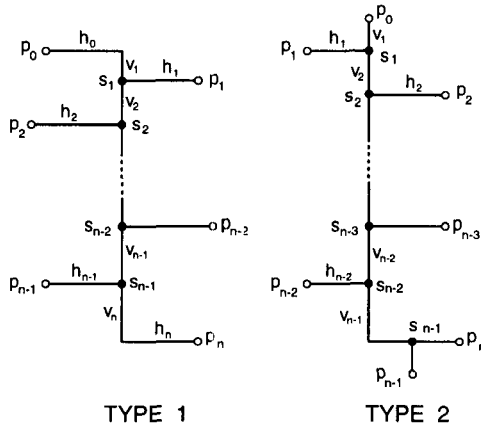 p₀ h₀ v₁
s₁ h₁ p₁
v₂
p₂ h₂ s₂
sₙ₋₂ pₙ₋₂
vₙ₋₁
pₙ₋₁ hₙ₋₁ sₙ₋₁
vₙ hₙ pₙ
TYPE 1
p₀
v₁
p₁ h₁ s₁
v₂
s₂ h₂ p₂
sₙ₋₃ pₙ₋₃
vₙ₋₂
pₙ₋₂ hₙ₋₂ sₙ₋₂
vₙ₋₁ sₙ₋₁
pₙ₋₁
TYPE 2